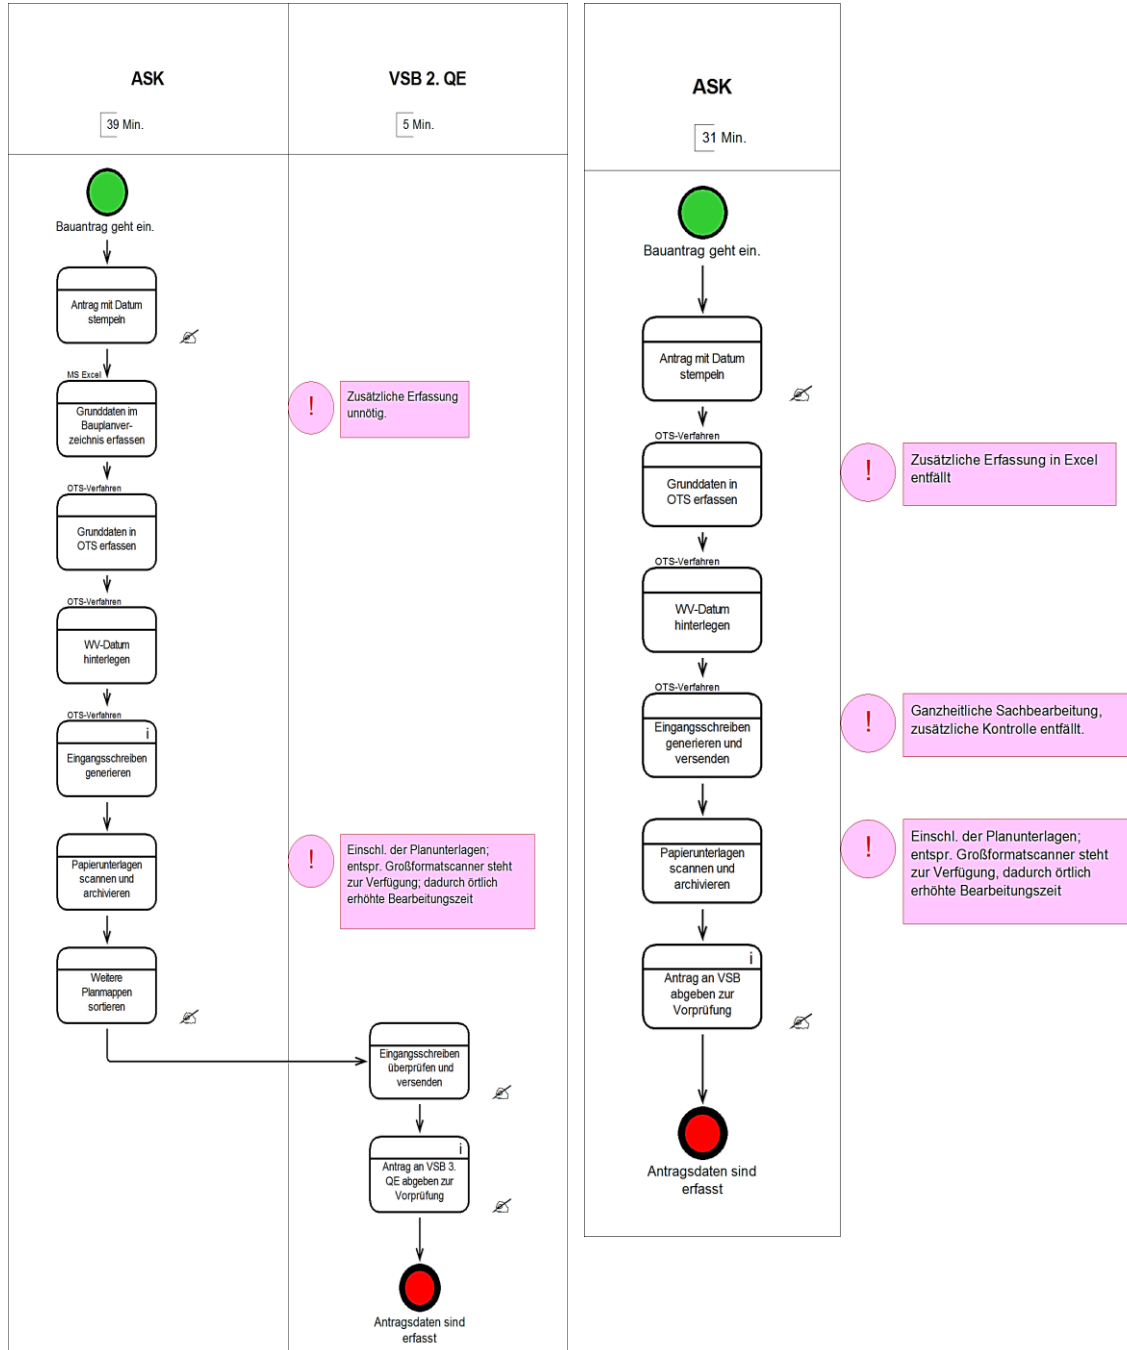 ASK
39 Min.
VSB 2. QE
5 Min.
Bauantrag geht ein.
Antrag mit Datum
stempeln
MS Excel
Grunddaten im
Bauplanver-
zeichnis erfassen
Zusätzliche Erfassung
unnötig.
OTS-Verfahren
Grunddaten in
OTS erfassen
OTS-Verfahren
WV-Datum
hinterlegen
OTS-Verfahren
i
Eingangsschreiben
generieren
Papierunterlagen
scannen und
archivieren
Einschl. der Planunterlagen;
entspr. Großformatscanner steht
zur Verfügung; dadurch örtlich
erhöhte Bearbeitungszeit
Weitere
Planmappen
sortieren
Eingangsschreiben
überprüfen und
versenden
i
Antrag an VSB 3.
QE abgeben zur
Vorprüfung
Antragsdaten sind
erfasst
ASK
31 Min.
Bauantrag geht ein.
Antrag mit Datum
stempeln
OTS-Verfahren
Grunddaten in
OTS erfassen
Zusätzliche Erfassung in Excel
entfällt
OTS-Verfahren
WV-Datum
hinterlegen
OTS-Verfahren
Eingangsschreiben
generieren und
versenden
Ganzheitliche Sachbearbeitung,
zusätzliche Kontrolle entfällt.
Papierunterlagen
scannen und
archivieren
Einschl. der Planunterlagen;
entspr. Großformatscanner steht
zur Verfügung, dadurch örtlich
erhöhte Bearbeitungszeit
i
Antrag an VSB
abgeben zur
Vorprüfung
Antragsdaten sind
erfasst